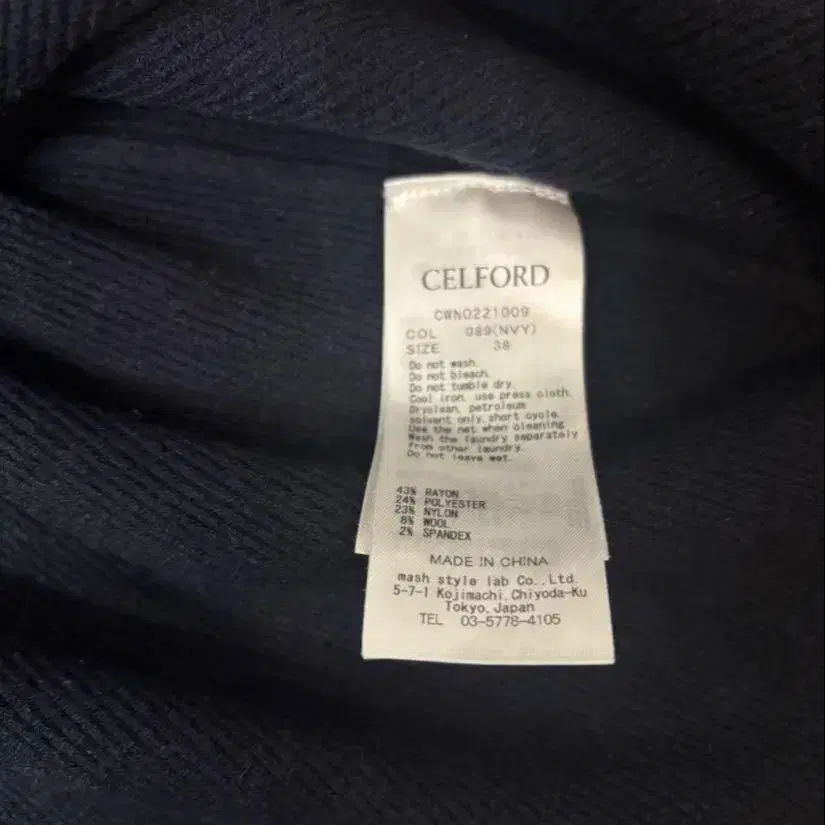 CELFORD
CWNO221009
COL 089(NVY)
SIZE 38
Do not wash.
Do not bleach.
Do not tumble dry.
Cool iron, use press cloth.
Dryclean, petroleum
solvent only, short cycle.
Use the net when cleaning
Wash the laundry separately
from other laundry.
Do not leave wet.
43% RAYON
24% POLYESTER
23% NYLON
8% WOOL
2% SPANDEX
MADE IN CHINA
mash style lab Co., Ltd.
5-7-1 Kojimachi, Chiyoda-Ku
Tokyo, Japan
TEL 03-5778-4105